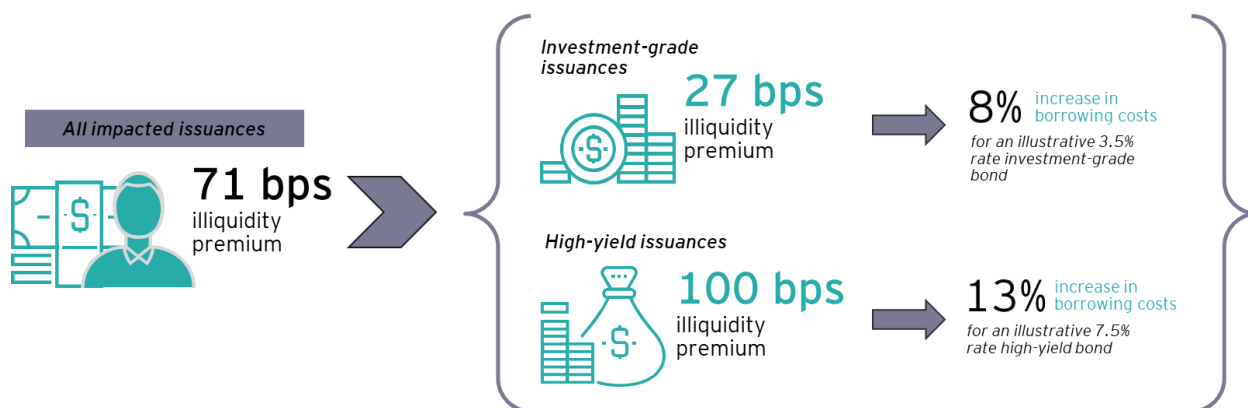 All impacted issuances
71 bps
illiquidity
premium
Investment-grade
issuances
27 bps
illiquidity
premium
8%
increase in
borrowing costs
for an illustrative 3.5%
rate investment-grade
bond
High-yield issuances
100 bps
illiquidity
premium
13%
increase in
borrowing costs
for an illustrative 7.5%
rate high-yield bond
$
$
$
$